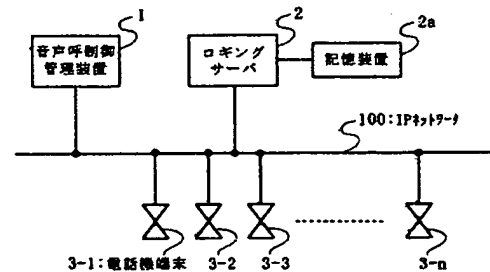 1
音声呼制御
管理装置
2
ロギング
サーバ
2a
記憶装置
100:IPネットワーク
3-1:電話機端末
3-2
3-3
3-n